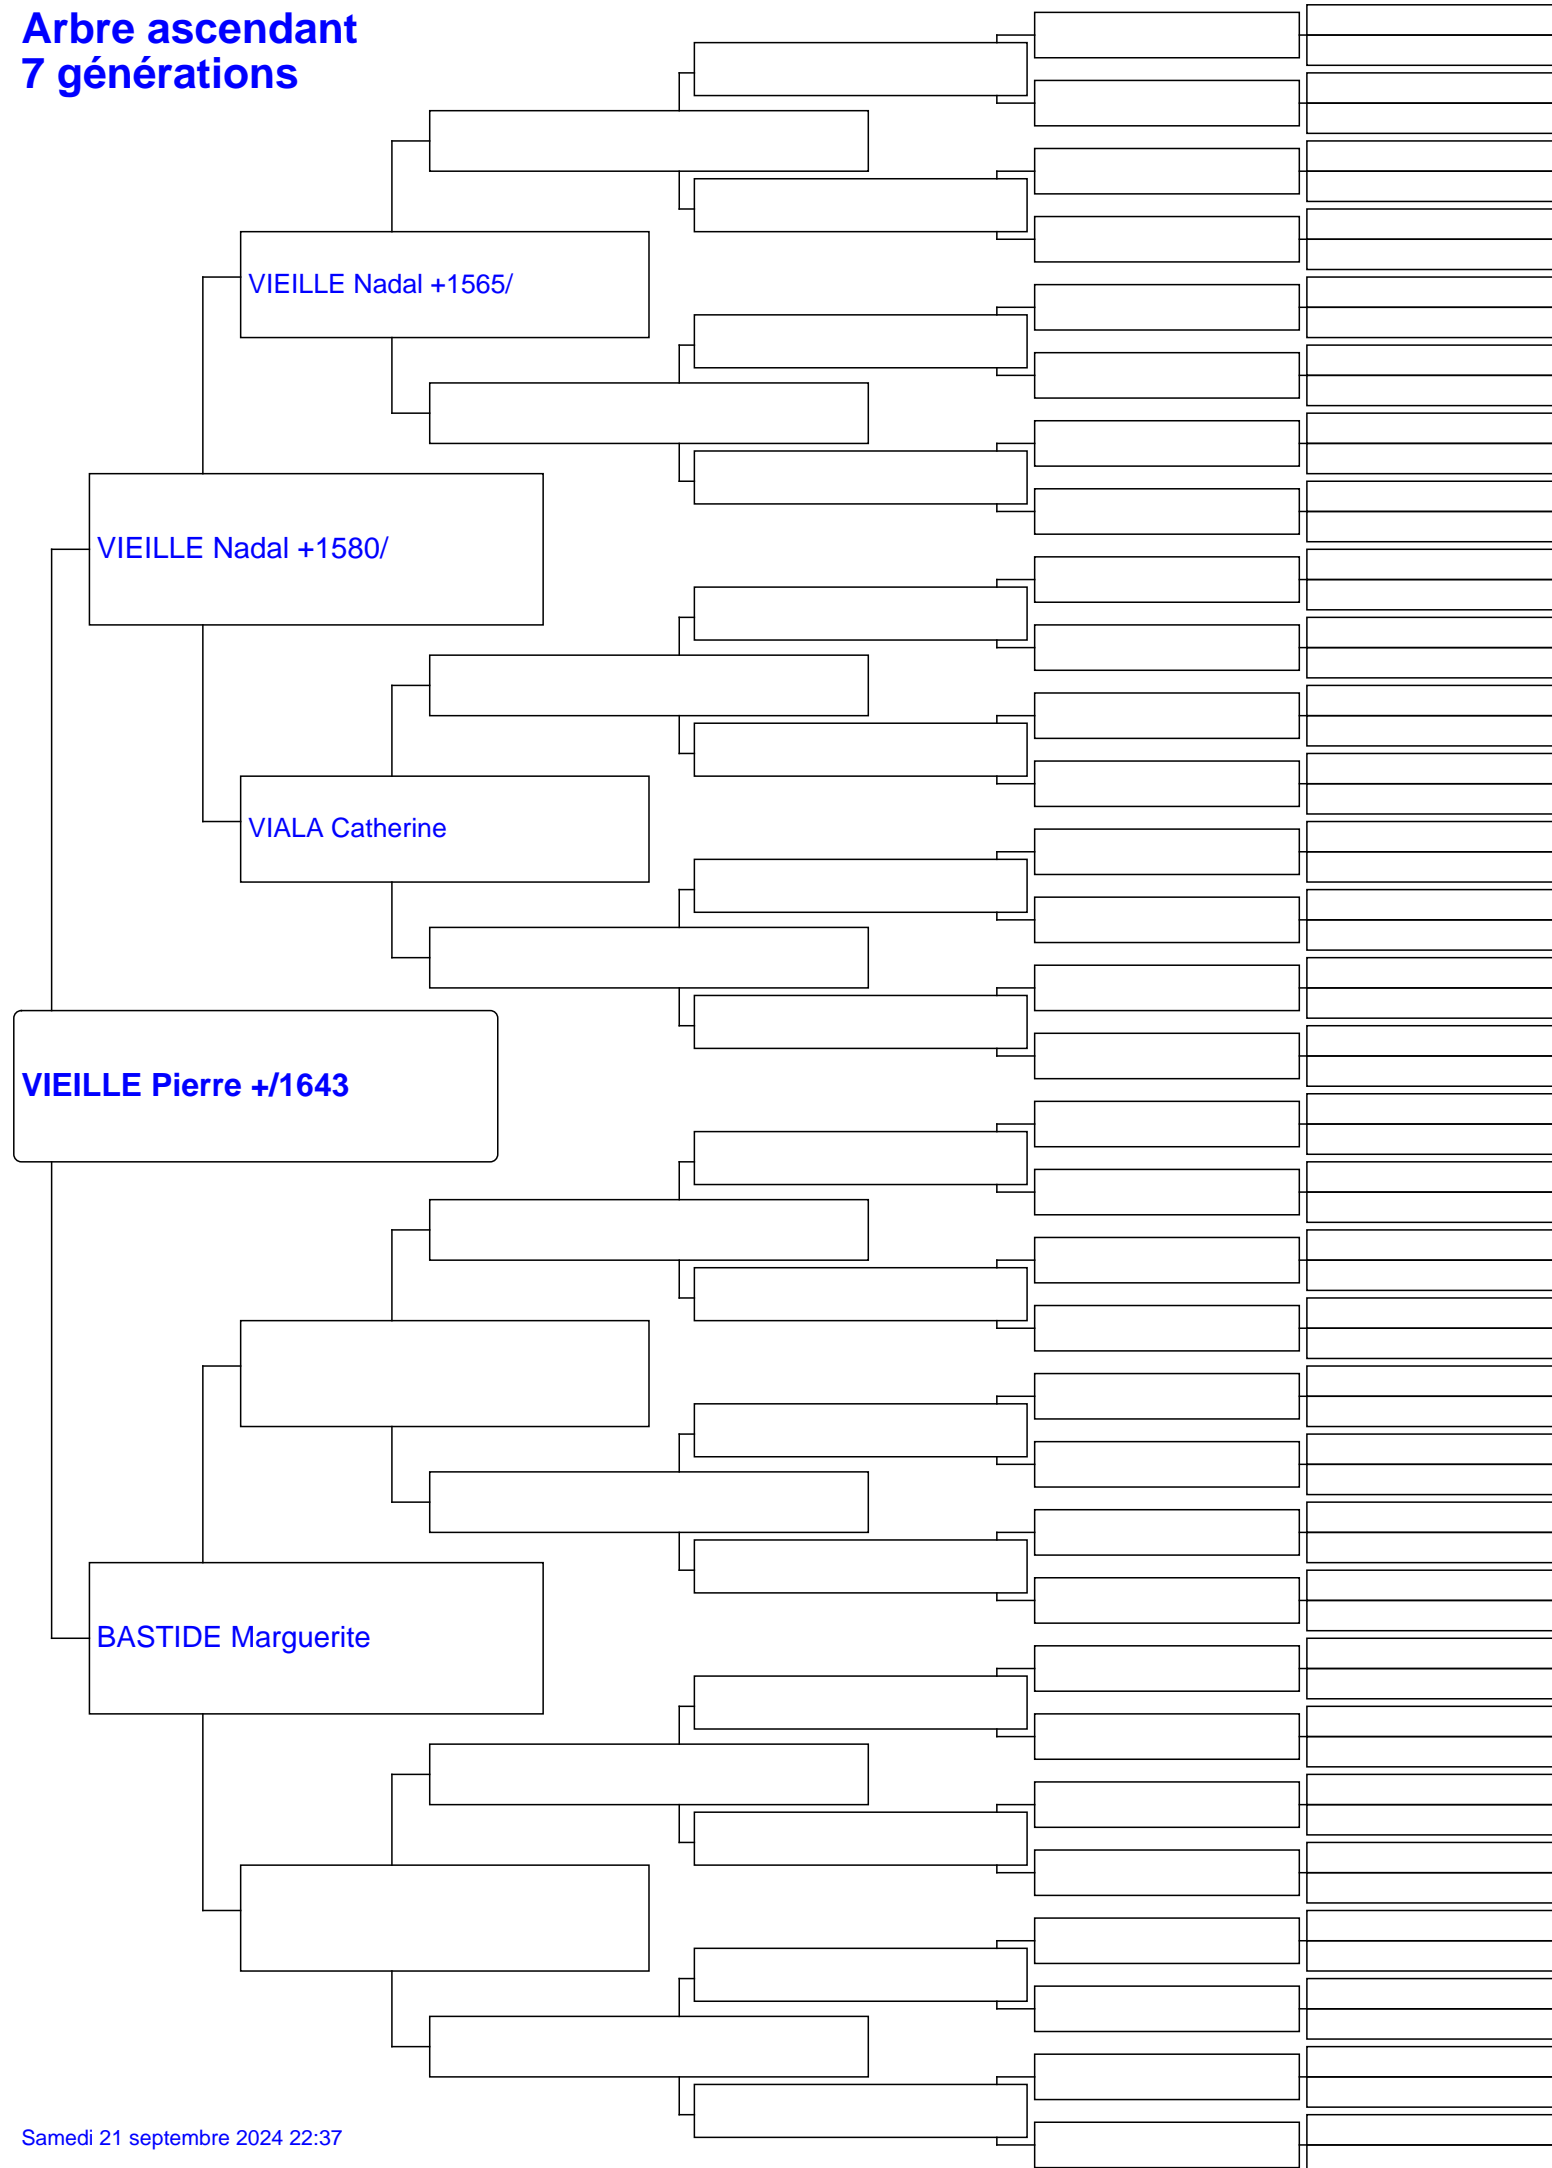 Arbre ascendant
7 générations
VIEILLE Nadal +1565/
VIEILLE Nadal +1580/
VIALA Catherine
VIEILLE Pierre +/1643
BASTIDE Marguerite
Samedi 21 septembre 2024 22:37